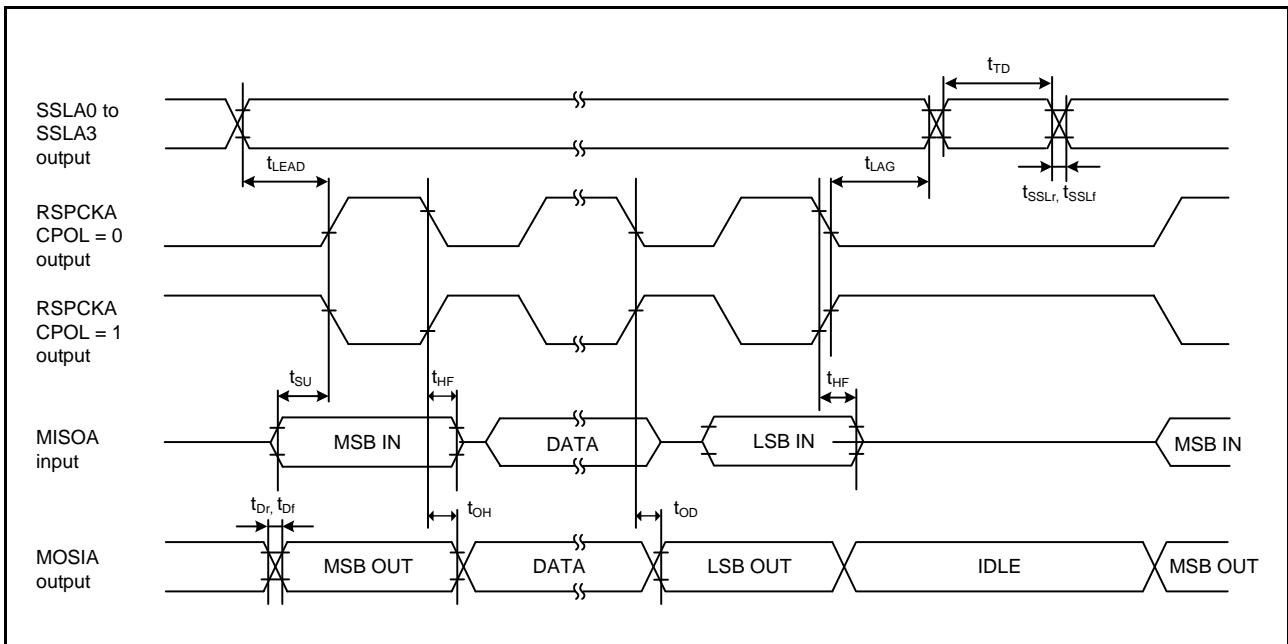 SSLA0 to
SSLA3
output
tTD
tLEAD
tLAG
tSSLr, tSSLf
RSPCKA
CPOL = 0
output
RSPCKA
CPOL = 1
output
tSU
tHF
tHF
MISOA
input
MSB IN
DATA
LSB IN
MSB IN
tDr, tDf
tOH
tOD
MOSIA
output
MSB OUT
DATA
LSB OUT
IDLE
MSB OUT